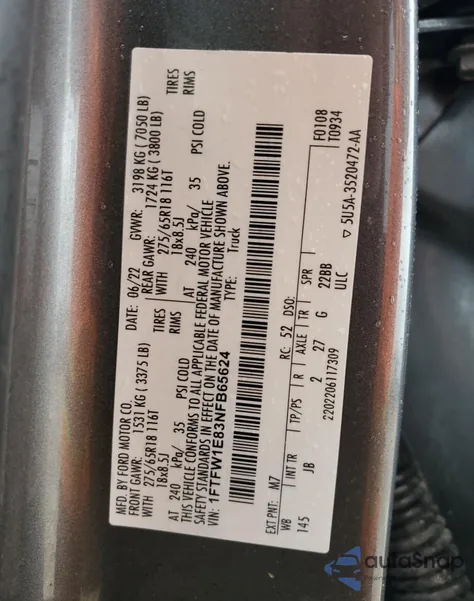 MFD. BY FORD MOTOR CO. DATE: 06/22 GVWR: 3198 KG ( 7050 LB)
FRONT GAWR: 1531 KG ( 3375 LB) REAR GAWR: 1724 KG ( 3800 LB)
WITH 275/65R18 116T TIRES WITH 275/65R18 116T TIRES
18x8.5J RIMS 18x8.5J RIMS
AT 240 kPa/ 35 PSI COLD AT 240 kPa/ 35 PSI COLD
THIS VEHICLE CONFORMS TO ALL APPLICABLE FEDERAL MOTOR VEHICLE
SAFETY STANDARDS IN EFFECT ON THE DATE OF MANUFACTURE SHOWN ABOVE.
VIN: 1FTFW1E83NFB65624 TYPE: Truck
EXT PNT: M7 RC: 52 DSO: F0108
T0934
WB INT TR TP/PS R AXLE TR SPR
145 JB 2 27 G 22BB
2202206117309 ULC
▽ 5U5A-3520472-AA
autoSnap